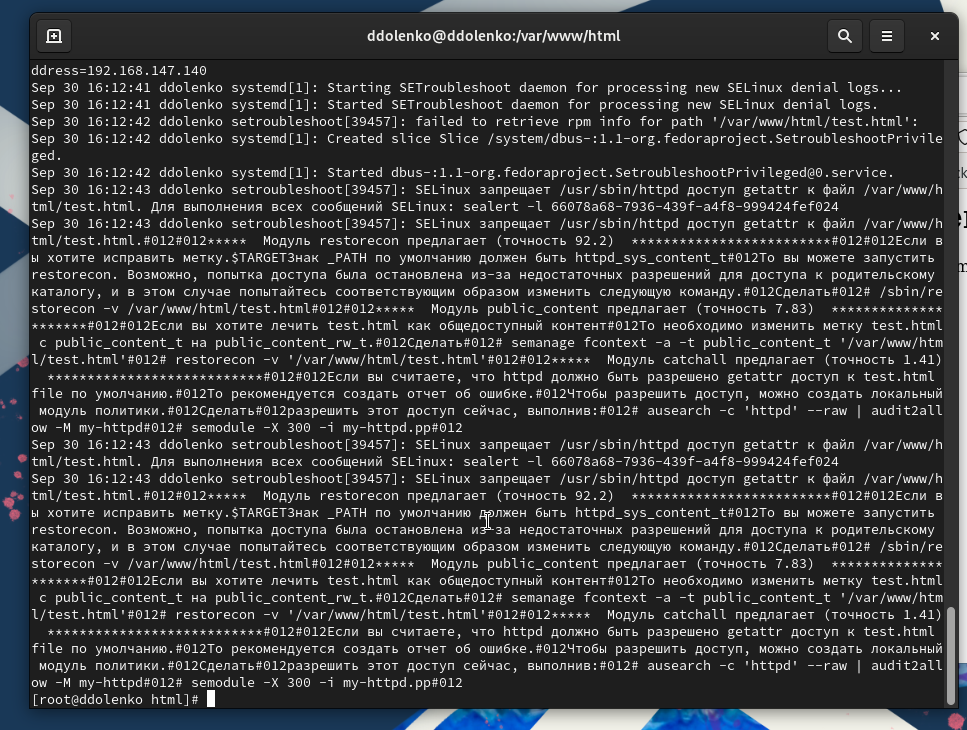 ddolenko@ddolenko:/var/www/html
ddress=192.168.147.140
Sep 30 16:12:41 ddolenko systemd[1]: Starting SETroubleshoot daemon for processing new SELinux denial logs...
Sep 30 16:12:41 ddolenko systemd[1]: Started SETroubleshoot daemon for processing new SELinux denial logs.
Sep 30 16:12:42 ddolenko setroubleshoot[39457]: failed to retrieve rpm info for path '/var/www/html/test.html':
Sep 30 16:12:42 ddolenko systemd[1]: Created slice Slice /system/dbus-:1.1-org.fedoraproject.SetroubleshootPrivile
ged.
Sep 30 16:12:42 ddolenko systemd[1]: Started dbus-:1.1-org.fedoraproject.SetroubleshootPrivileged@0.service.
Sep 30 16:12:43 ddolenko setroubleshoot[39457]: SELinux запрещает /usr/sbin/httpd доступ getattr к файл /var/www/h
tml/test.html. Для выполнения всех сообщений SELinux: sealert -l 66078a68-7936-439f-a4f8-999424fef024
Sep 30 16:12:43 ddolenko setroubleshoot[39457]: SELinux запрещает /usr/sbin/httpd доступ getattr к файл /var/www/h
tml/test.html.#012#012*****  Модуль restorecon предлагает (точность 92.2)  *************************#012#012Если в
ы хотите исправить метку.$TARGETЗнак _PATH по умолчанию должен быть httpd_sys_content_t#012То вы можете запустить
restorecon. Возможно, попытка доступа была остановлена из-за недостаточных разрешений для доступа к родительскому
каталогу, и в этом случае попытайтесь соответствующим образом изменить следующую команду.#012Сделать#012# /sbin/re
storecon -v /var/www/html/test.html#012#012*****  Модуль public_content предлагает (точность 7.83)  **************
*******#012#012Если вы хотите лечить test.html как общедоступный контент#012То необходимо изменить метку test.html
 с public_content_t на public_content_rw_t.#012Сделать#012# semanage fcontext -a -t public_content_t '/var/www/htm
l/test.html'#012# restorecon -v '/var/www/html/test.html'#012#012*****  Модуль catchall предлагает (точность 1.41)
  **************************#012#012Если вы считаете, что httpd должно быть разрешено getattr доступ к test.html
file по умолчанию.#012То рекомендуется создать отчет об ошибке.#012Чтобы разрешить доступ, можно создать локальный
 модуль политики.#012Сделать#012разрешить этот доступ сейчас, выполнив:#012# ausearch -c 'httpd' --raw | audit2all
ow -M my-httpd#012# semodule -X 300 -i my-httpd.pp#012
Sep 30 16:12:43 ddolenko setroubleshoot[39457]: SELinux запрещает /usr/sbin/httpd доступ getattr к файл /var/www/h
tml/test.html. Для выполнения всех сообщений SELinux: sealert -l 66078a68-7936-439f-a4f8-999424fef024
Sep 30 16:12:43 ddolenko setroubleshoot[39457]: SELinux запрещает /usr/sbin/httpd доступ getattr к файл /var/www/h
tml/test.html.#012#012*****  Модуль restorecon предлагает (точность 92.2)  *************************#012#012Если в
ы хотите исправить метку.$TARGETЗнак _PATH по умолчанию должен быть httpd_sys_content_t#012То вы можете запустить
restorecon. Возможно, попытка доступа была остановлена из-за недостаточных разрешений для доступа к родительскому
каталогу, и в этом случае попытайтесь соответствующим образом изменить следующую команду.#012Сделать#012# /sbin/re
storecon -v /var/www/html/test.html#012#012*****  Модуль public_content предлагает (точность 7.83)  **************
*******#012#012Если вы хотите лечить test.html как общедоступный контент#012То необходимо изменить метку test.html
 с public_content_t на public_content_rw_t.#012Сделать#012# semanage fcontext -a -t public_content_t '/var/www/htm
l/test.html'#012# restorecon -v '/var/www/html/test.html'#012#012*****  Модуль catchall предлагает (точность 1.41)
  **************************#012#012Если вы считаете, что httpd должно быть разрешено getattr доступ к test.html
file по умолчанию.#012То рекомендуется создать отчет об ошибке.#012Чтобы разрешить доступ, можно создать локальный
 модуль политики.#012Сделать#012разрешить этот доступ сейчас, выполнив:#012# ausearch -c 'httpd' --raw | audit2all
ow -M my-httpd#012# semodule -X 300 -i my-httpd.pp#012
[root@ddolenko html]#